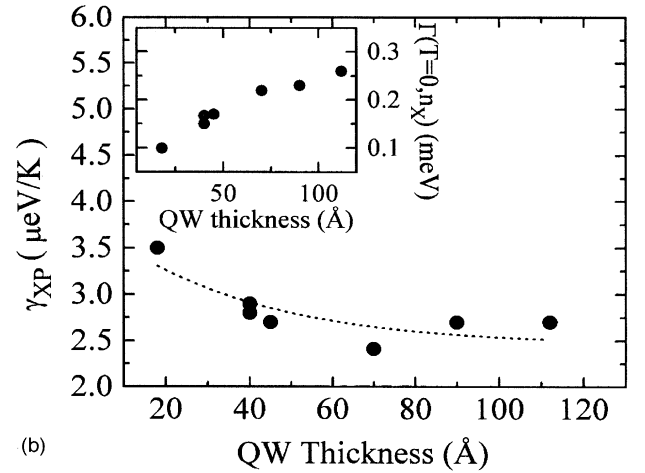 6.0
5.5
5.0
4.5
4.0
3.5
3.0
2.5
2.0
γXP ( μeV/K )
0.3
0.2
0.1
Γ(T=0,nX) (meV)
50 100
QW thickness (Å)
20 40 60 80 100 120
(b)
QW Thickness (Å)